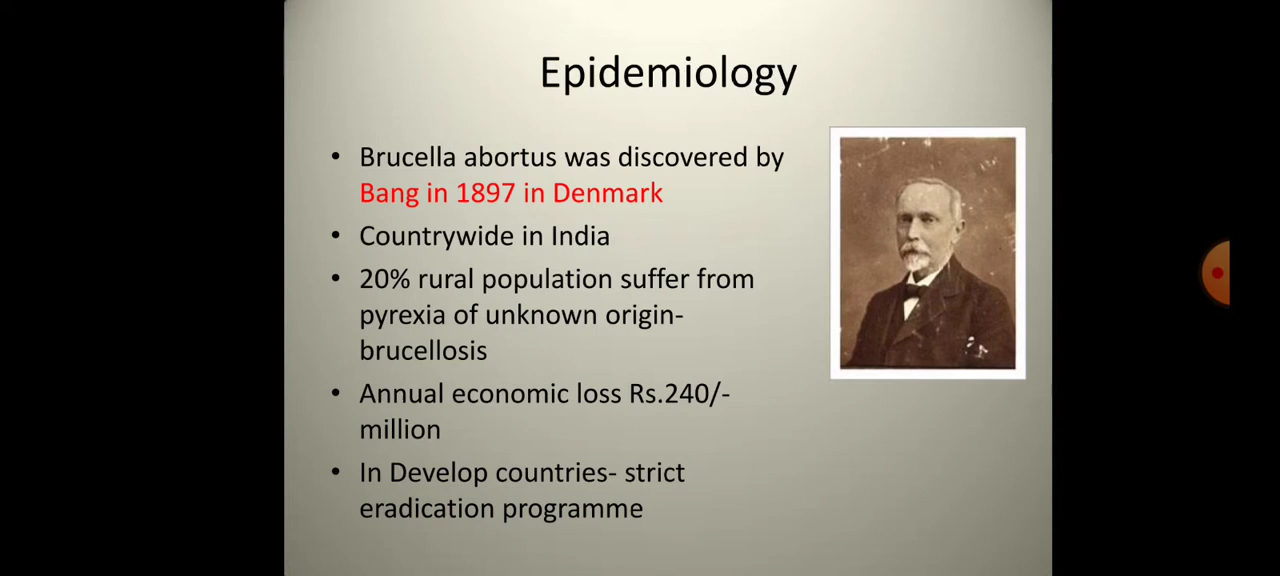 Epidemiology
• Brucella abortus was discovered by
Bang in 1897 in Denmark
• Countrywide in India
• 20% rural population suffer from
pyrexia of unknown origin-
brucellosis
• Annual economic loss Rs.240/-
million
• In Develop countries- strict
eradication programme